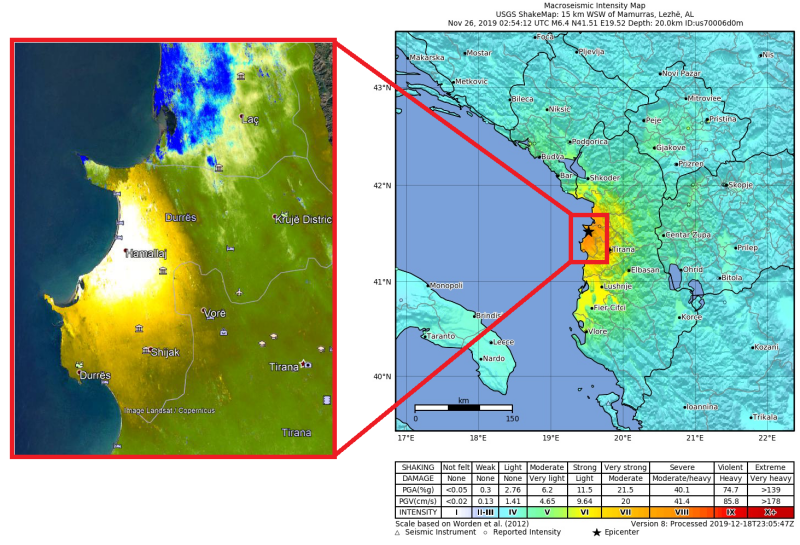 Macroseismic Intensity Map
USGS ShakeMap: 15 km WSW of Mamurras, Lezhë, AL
Nov 26, 2019 02:54:12 UTC M6.4 N41.51 E19.52 Depth: 20.0km ID:us70006d0m
Laç
Durrës
Krujë Distric
Hamallaj
Vorë
Shijak
Tirana
Durrës
Image Landsat / Copernicus
Tirana
Foča
Makarska
Mostar
Pljevlja
Nis
Metkovic
Novi Pazar
43°N
Bileca
Niksic
Mitrovice
Peje
Pristina
Podgorica
Gjakove
Budva
Prizren
Bar
Shkoder
42°N
Skopje
Centar Zupa
Tirana
Prilep
Elbasan
Ohrid
Bitola
41°N
Monopoli
Lushnje
Brindisi
Fier-Cifci
Korce
Taranto
Vlore
Lecce
Kozani
Nardo
40°N
km
0
150
Ioannina
Trikala
17°E
18°E
19°E
20°E
21°E
22°E
SHAKING Not felt Weak Light Moderate Strong Very strong Severe Violent Extreme
DAMAGE None None None Very light Light Moderate Moderate/heavy Heavy Very heavy
PGA(%g) <0.05 0.3 2.76 6.2 11.5 21.5 40.1 74.7 >139
PGV(cm/s) <0.02 0.13 1.41 4.65 9.64 20 41.4 85.8 >178
INTENSITY I II-III IV V VI VII VIII IX X+
Scale based on Worden et al. (2012)
Version 8: Processed 2019-12-18T23:05:47Z
△ Seismic Instrument ○ Reported Intensity ★ Epicenter